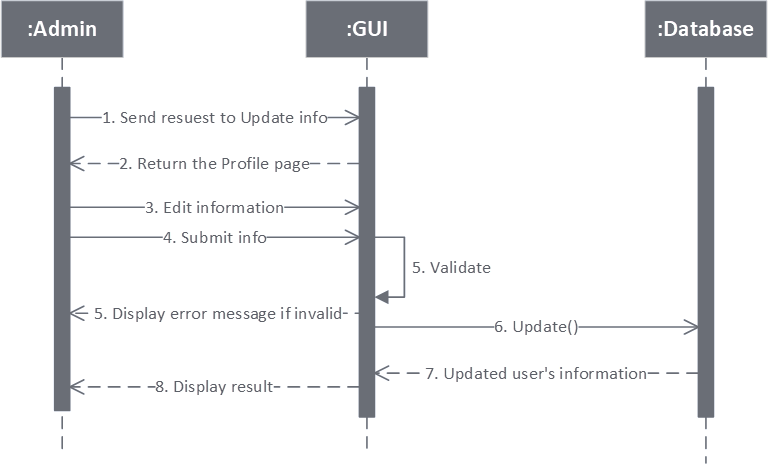 :Admin
:GUI
:Database
1. Send resuest to Update info
2. Return the Profile page
3. Edit information
4. Submit info
5. Validate
5. Display error message if invalid
6. Update()
7. Updated user's information
8. Display result